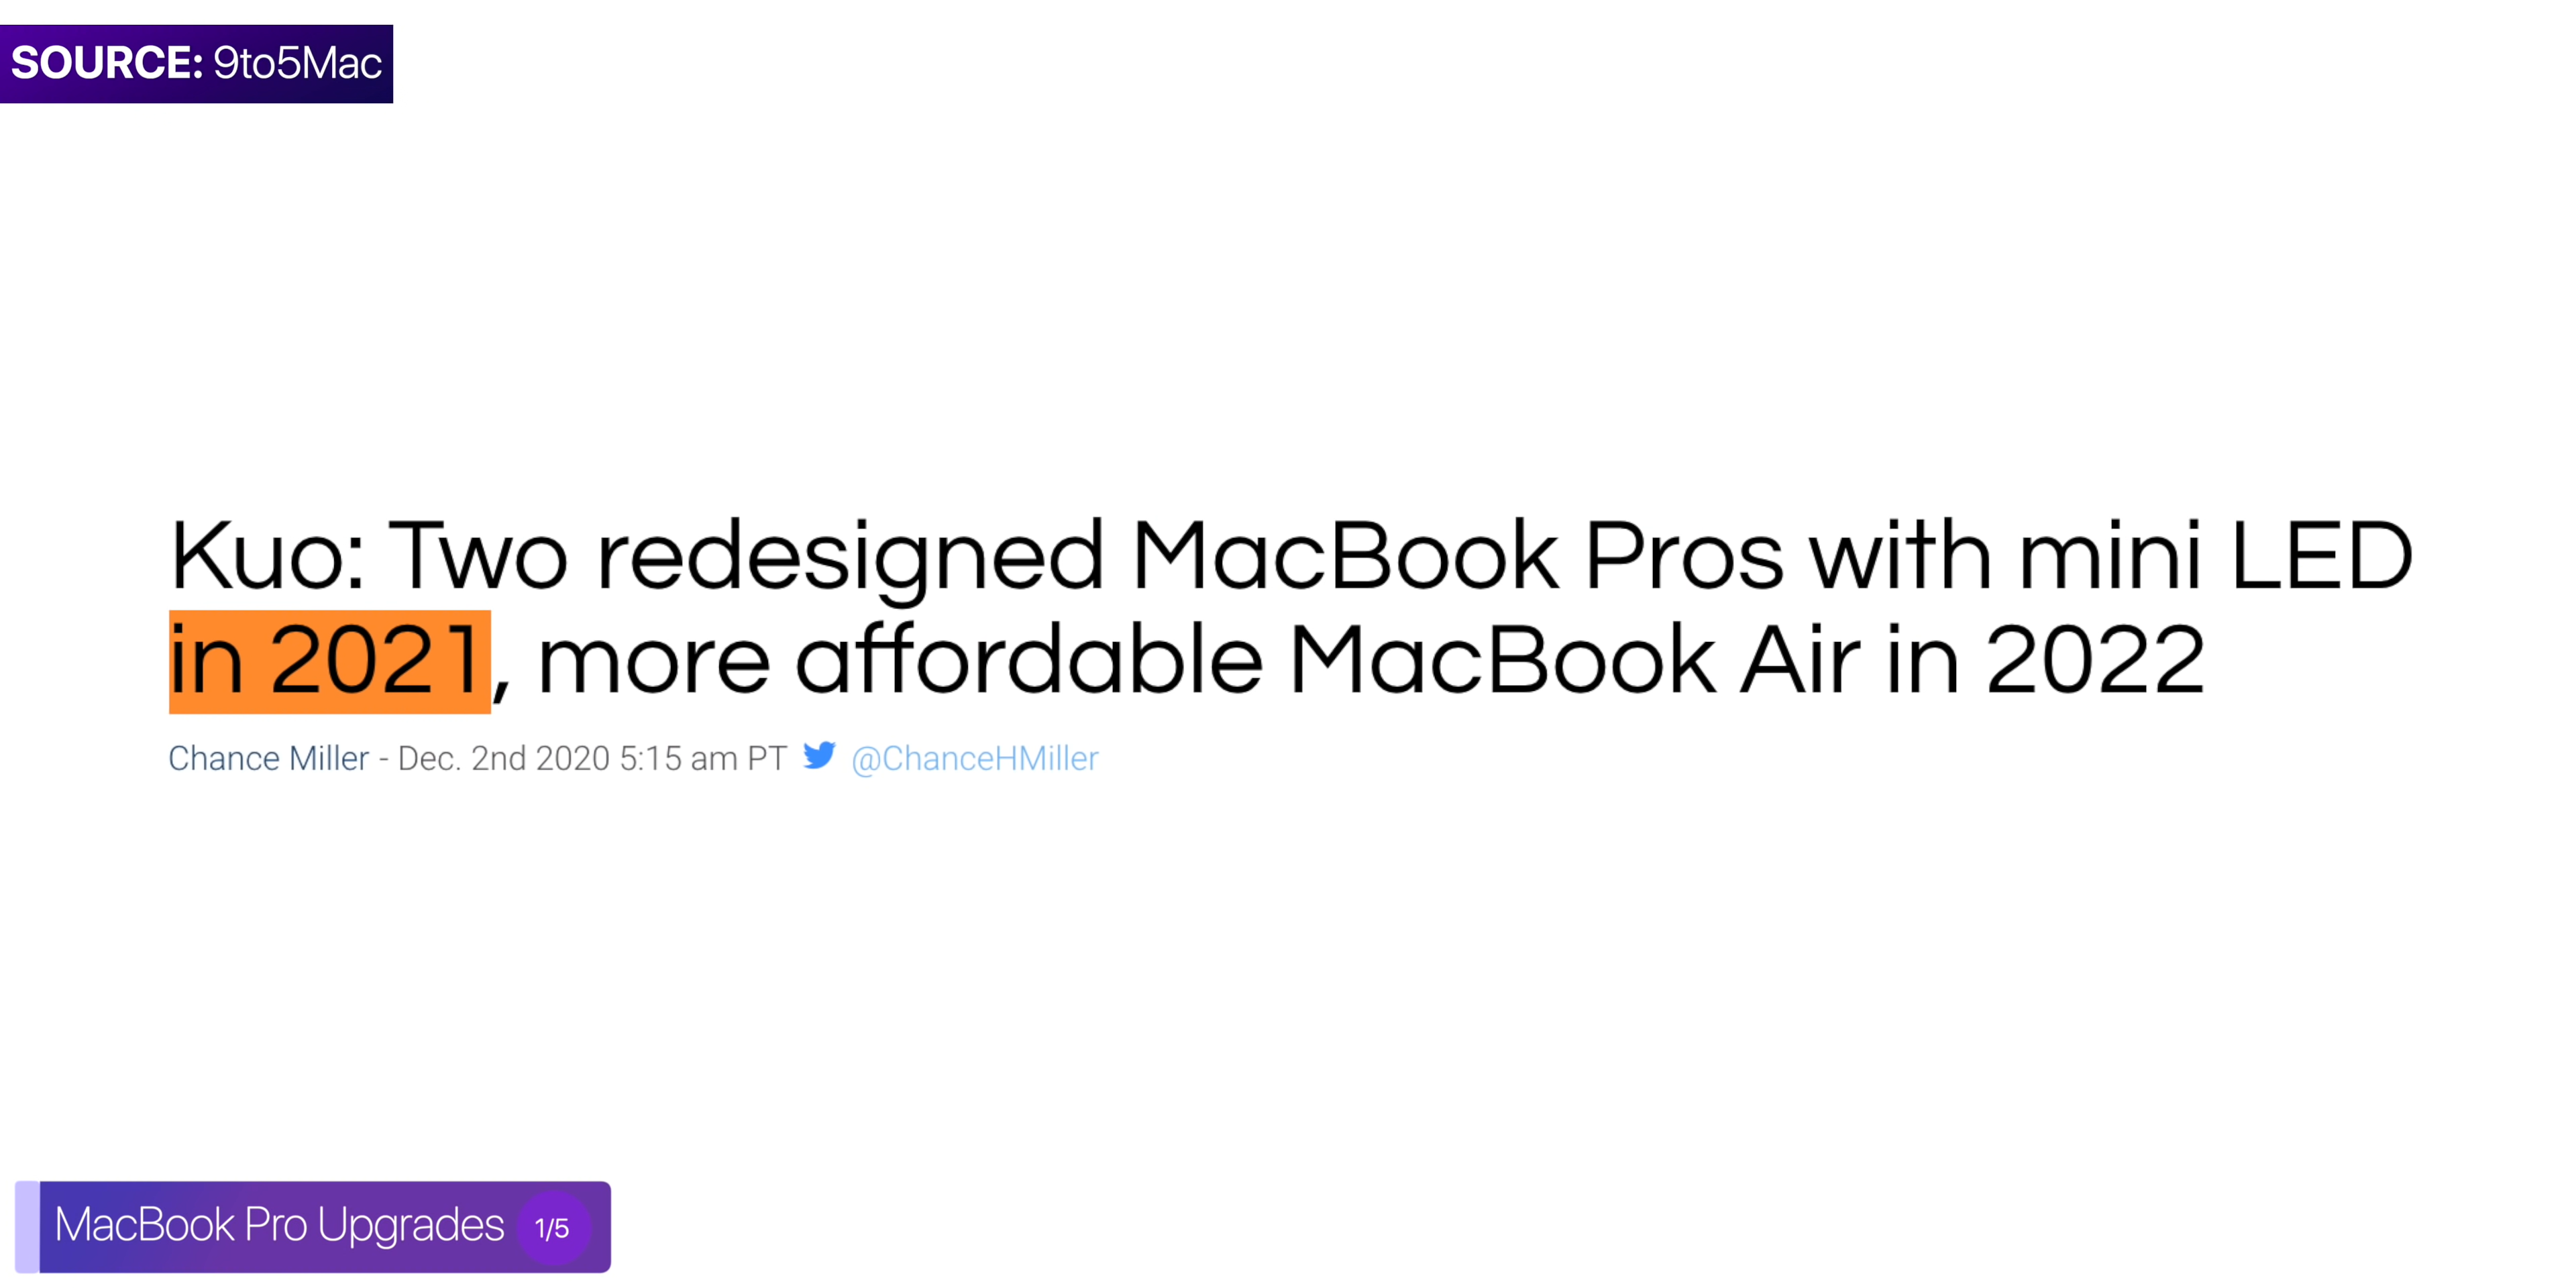 SOURCE: 9to5Mac
Kuo: Two redesigned MacBook Pros with mini LED
in 2021, more affordable MacBook Air in 2022
Chance Miller - Dec. 2nd 2020 5:15 am PT @ChanceHMiller
MacBook Pro Upgrades 1/5